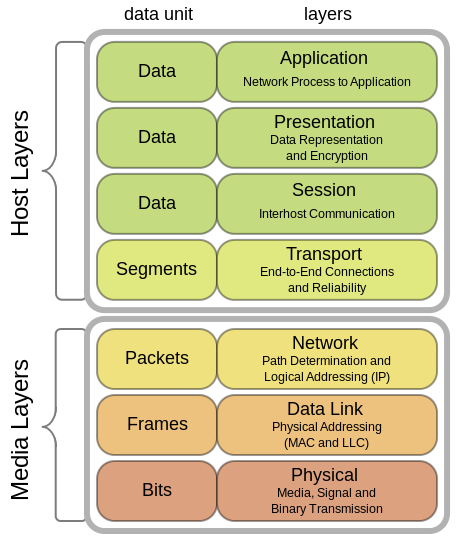 data unit layers
Host Layers
Data Application
Network Process to Application
Data Presentation
Data Representation
and Encryption
Data Session
Interhost Communication
Segments Transport
End-to-End Connections
and Reliability
Media Layers
Packets Network
Path Determination and
Logical Addressing (IP)
Frames Data Link
Physical Addressing
(MAC and LLC)
Bits Physical
Media, Signal and
Binary Transmission